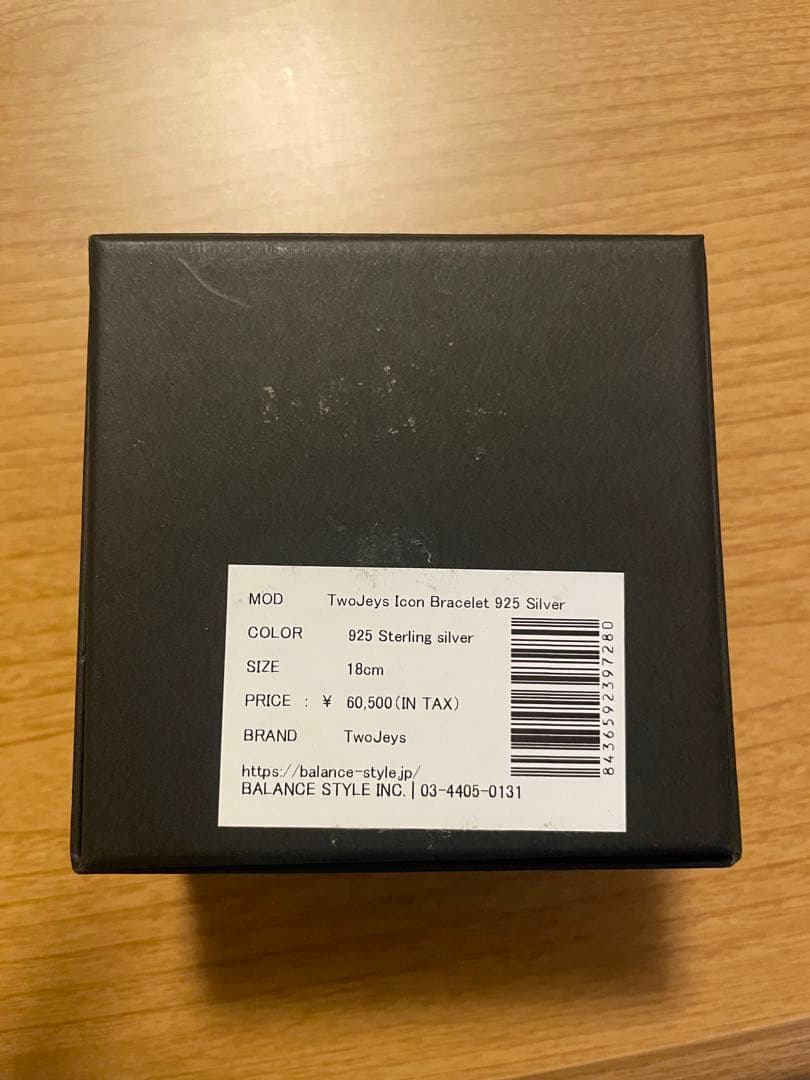 MOD TwoJeys Icon Bracelet 925 Silver
COLOR 925 Sterling silver
SIZE 18cm
PRICE : ¥ 60,500(IN TAX)
BRAND TwoJeys
https://balance-style.jp/
BALANCE STYLE INC. | 03-4405-0131
8436592397280